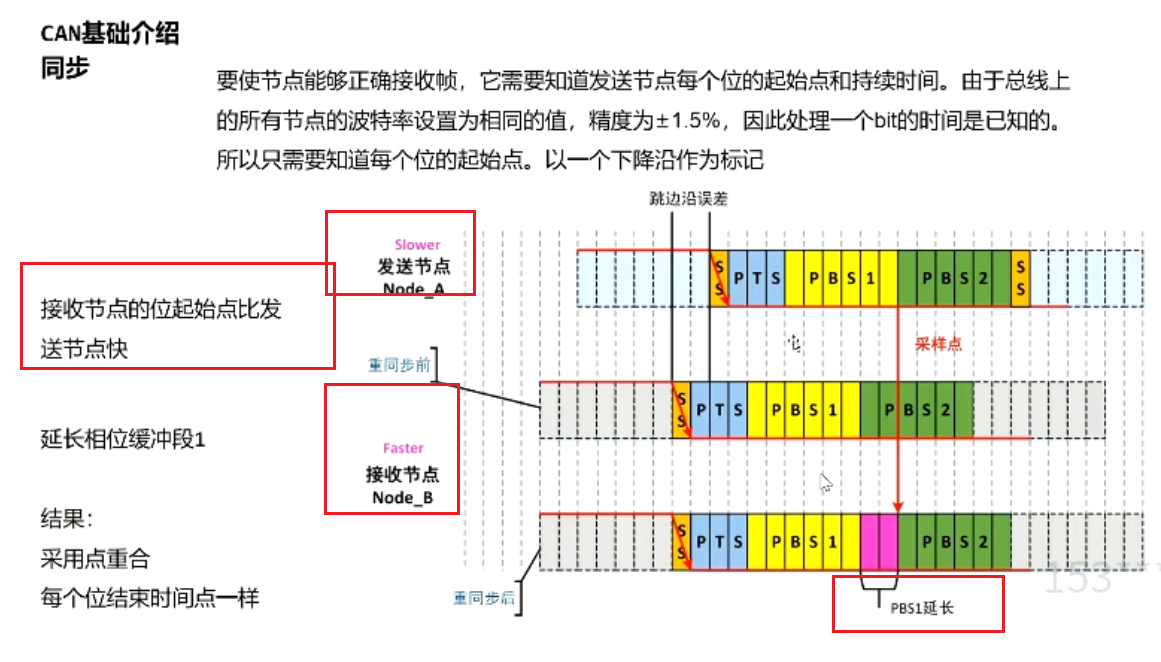 CAN基础介绍
同步
要使节点能够正确接收帧，它需要知道发送节点每个位的起始点和持续时间。由于总线上
的所有节点的波特率设置为相同的值，精度为±1.5%，因此处理一个bit的时间是已知的。
所以只需要知道每个位的起始点。以一个下降沿作为标记
跳边沿误差
Slower
发送节点
Node_A
S S P T S P B S 1 P B S 2 S S
接收节点的位起始点比发
送节点快
采样点
重同步前
S S P T S P B S 1 P B S 2
延长相位缓冲段1
Faster
接收节点
Node_B
结果：
采用点重合
每个位结束时间点一样
S S P T S P B S 1 P B S 2
重同步后
PBS1延长
153***